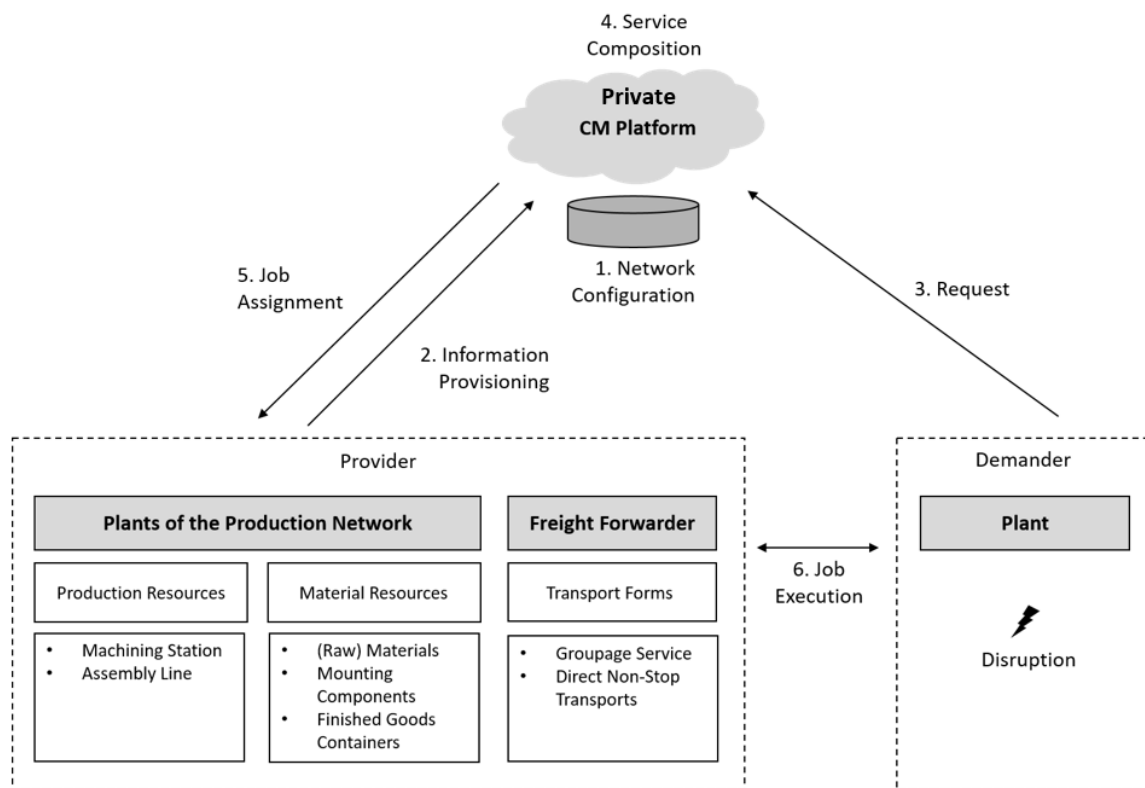 4. Service
Composition
Private
CM Platform
1. Network
Configuration
5. Job
Assignment
2. Information
Provisioning
3. Request
Provider
Plants of the Production Network
Freight Forwarder
Production Resources
Material Resources
Transport Forms
• Machining Station
• Assembly Line
• (Raw) Materials
• Mounting
Components
• Finished Goods
Containers
• Groupage Service
• Direct Non-Stop
Transports
6. Job
Execution
Demander
Plant
Disruption